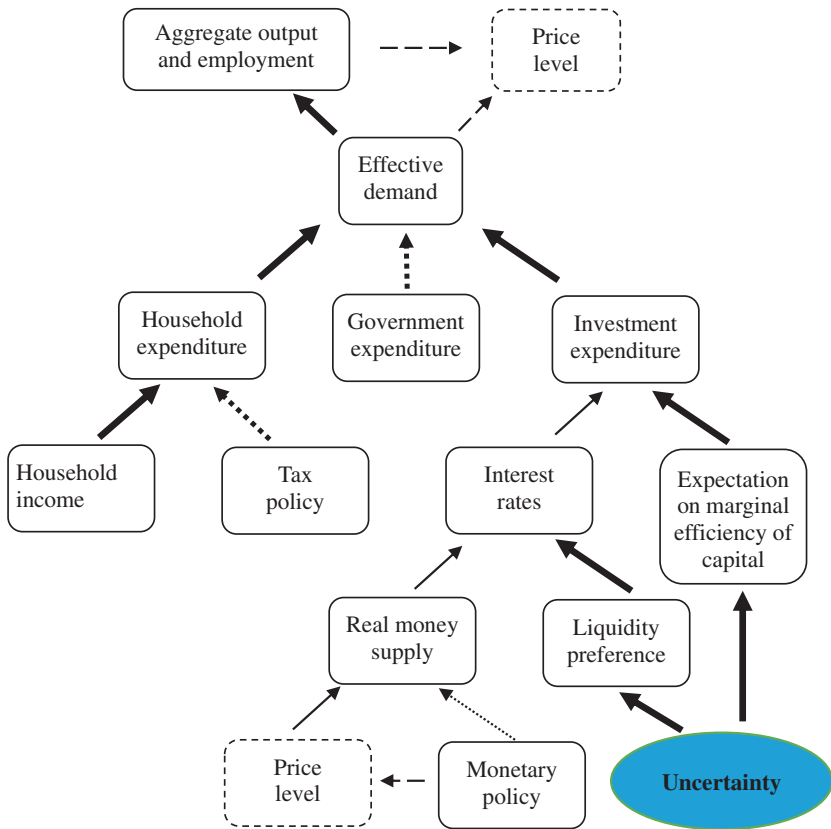 Aggregate output
and employment
Price
level
Effective
demand
Household
expenditure
Government
expenditure
Investment
expenditure
Household
income
Tax
policy
Interest
rates
Expectation
on marginal
efficiency of
capital
Real money
supply
Liquidity
preference
Price
level
Monetary
policy
Uncertainty